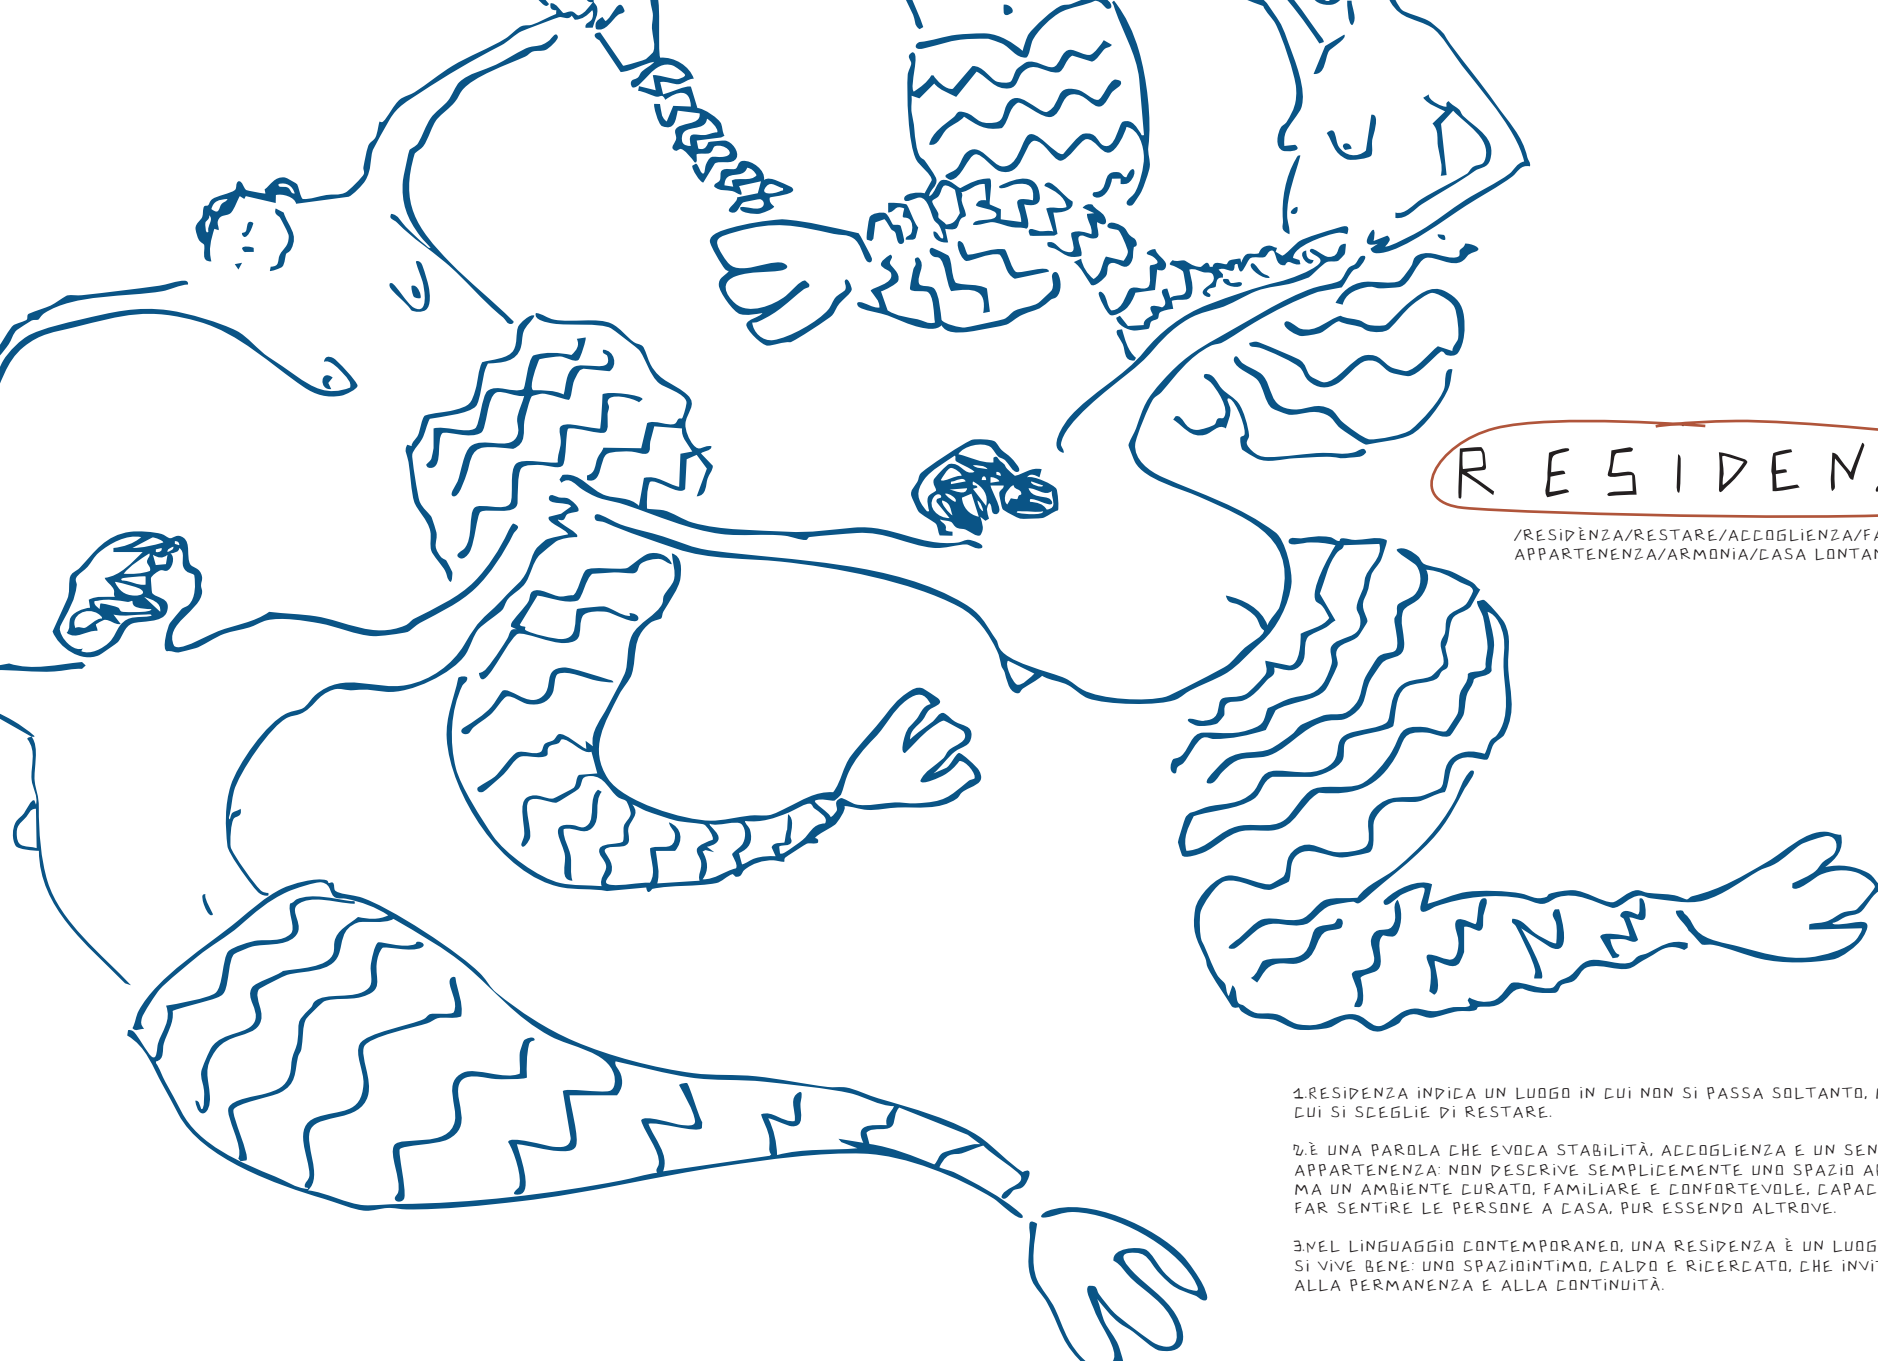 RESIDEN
/RESIDÈNZA/RESTARE/ACCOGLIENZA/FA
APPARTENENZA/ARMONIA/CASA LONTAN
1.RESIDENZA INDICA UN LUOGO IN CUI NON SI PASSA SOLTANTO,
CUI SI SCEGLIE DI RESTARE.
2.È UNA PAROLA CHE EVOCA STABILITÀ, ACCOGLIENZA E UN SEN
APPARTENENZA: NON DESCRIVE SEMPLICEMENTE UNO SPAZIO
MA UN AMBIENTE CURATO, FAMILIARE E CONFORTEVOLE, CAPAC
FAR SENTIRE LE PERSONE A CASA, PUR ESSENDO ALTROVE.
3.NEL LINGUAGGIO CONTEMPORANEO, UNA RESIDENZA È UN LUOG
SI VIVE BENE: UNO SPAZIOINTIMO, CALDO E RICERCATO, CHE INVI
ALLA PERMANENZA E ALLA CONTINUITÀ.